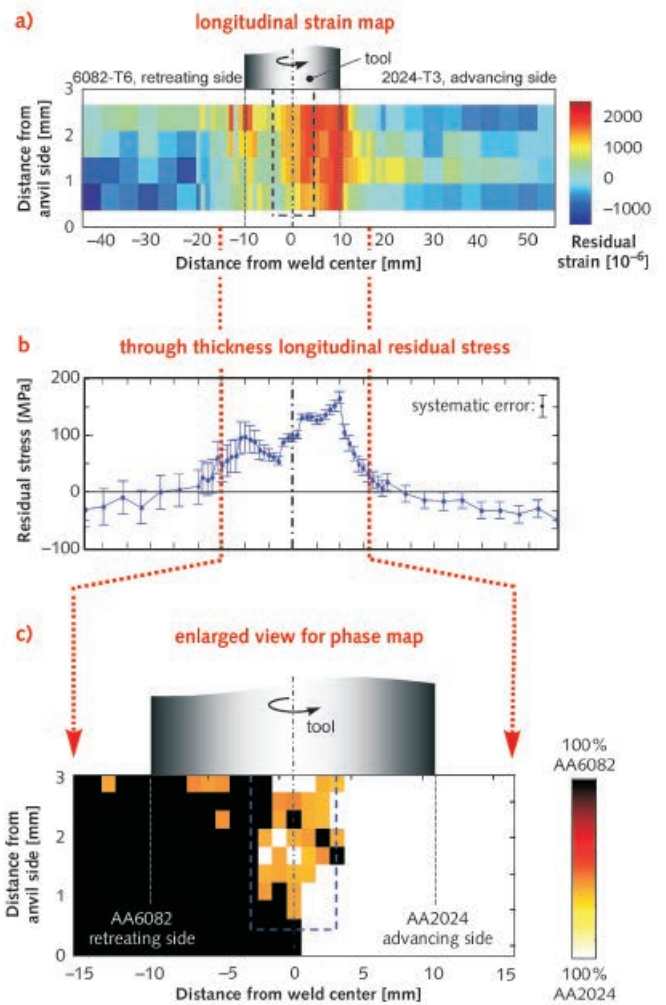 a) longitudinal strain map
tool
6082-T6, retreating side
2024-T3, advancing side
Distance from
anvil side [mm]
3
2
1
0
−40 −30 −20 −10 0 10 20 30 40 50
Distance from weld center [mm]
2000
1000
0
−1000
Residual
strain [10⁻⁶]
b through thickness longitudinal residual stress
Residual stress [MPa]
200
100
0
−100
systematic error:
c) enlarged view for phase map
tool
Distance from
anvil side [mm]
3
2
1
0
AA6082
retreating side
AA2024
advancing side
−15 −10 −5 0 5 10 15
Distance from weld center [mm]
100%
AA6082
100%
AA2024